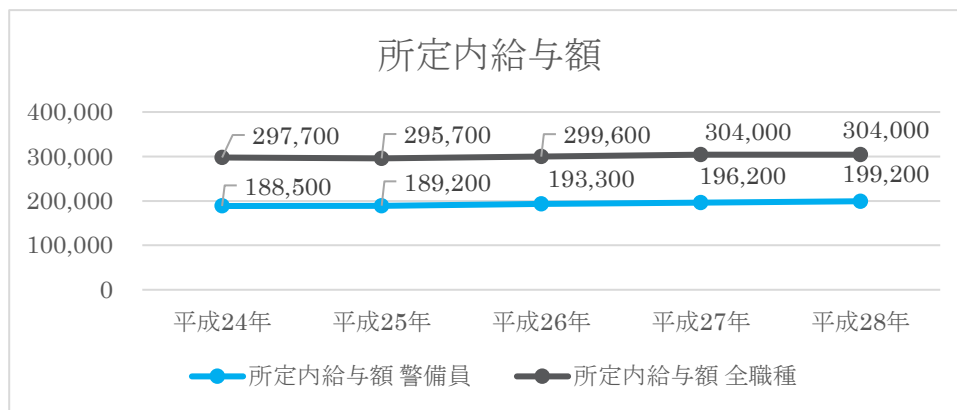 所定内給与額
400,000
300,000
200,000
100,000
0
297,700
295,700
299,600
304,000
304,000
188,500
189,200
193,300
196,200
199,200
平成24年
平成25年
平成26年
平成27年
平成28年
所定内給与額 警備員
所定内給与額 全職種